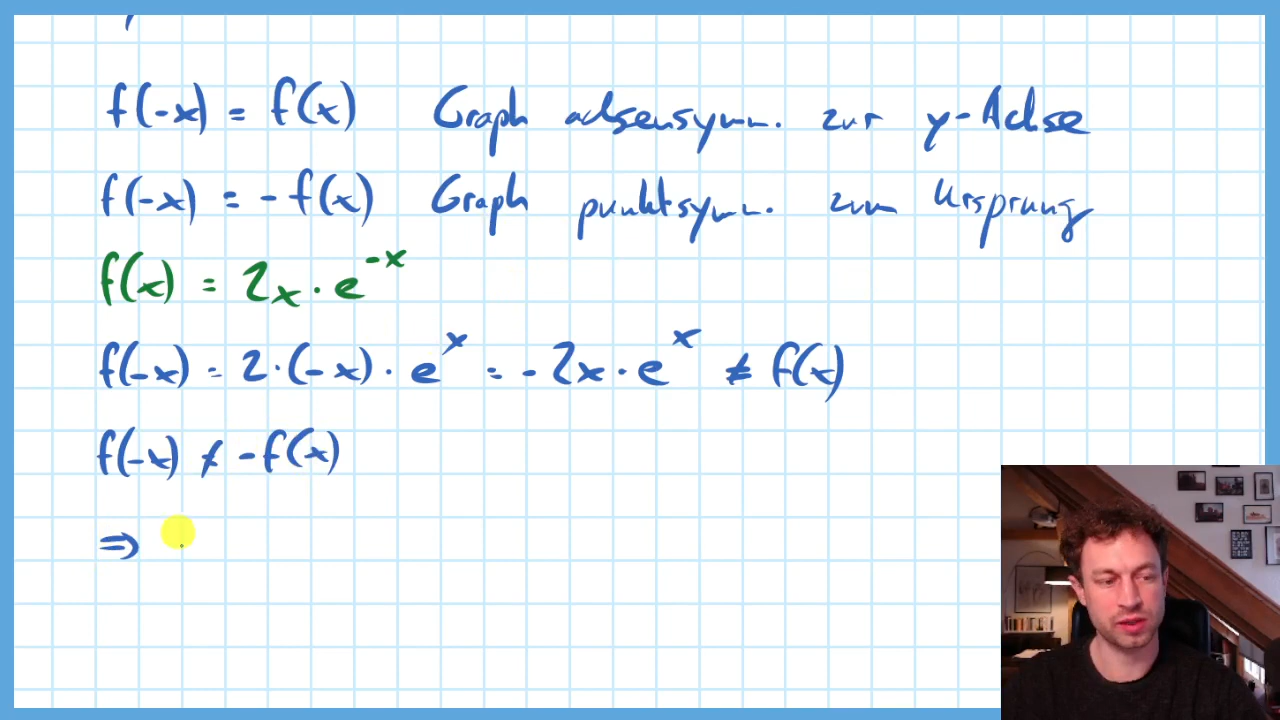 f(-x) = f(x) Graph achsensymm. zur y-Achse
f(-x) = -f(x) Graph punktsymm. zum Ursprung
f(x) = 2x · e^{-x}
f(-x) = 2·(-x) · e^x = -2x · e^x ≠ f(x)
f(-x) ≠ -f(x)
⇒